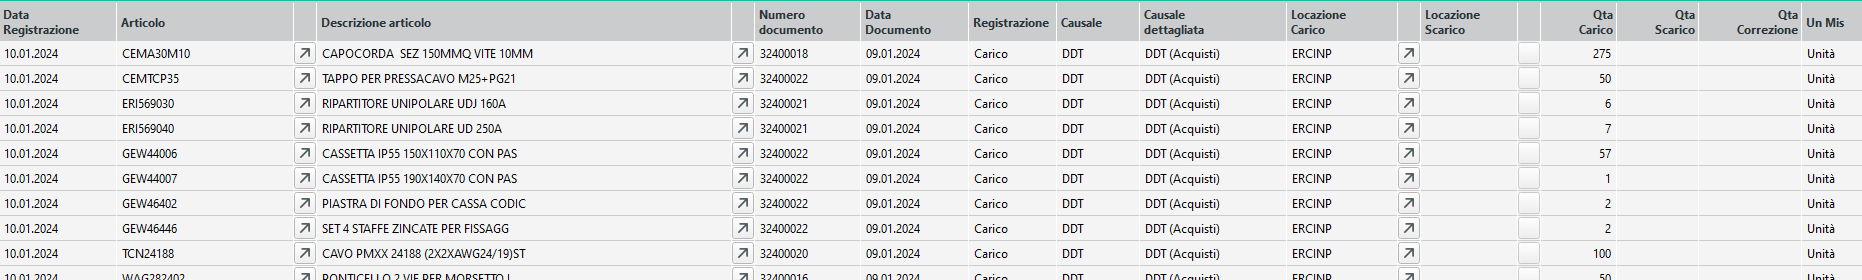 Data Registrazione Articolo Descrizione articolo Numero documento Data Documento Registrazione Causale Causale dettagliata Locazione Carico Locazione Scarico Qta Carico Qta Scarico Qta Correzione Un Mis
10.01.2024 CEMA30M10 CAPOCORDA  SEZ 150MMQ VITE 10MM 32400018 09.01.2024 Carico DDT DDT (Acquisti) ERCINP 275 Unità
10.01.2024 CEMTCP35 TAPPO PER PRESSACAVO M25+PG21 32400022 09.01.2024 Carico DDT DDT (Acquisti) ERCINP 50 Unità
10.01.2024 ERI569030 RIPARTITORE UNIPOLARE UDJ 160A 32400021 09.01.2024 Carico DDT DDT (Acquisti) ERCINP 6 Unità
10.01.2024 ERI569040 RIPARTITORE UNIPOLARE UD 250A 32400021 09.01.2024 Carico DDT DDT (Acquisti) ERCINP 7 Unità
10.01.2024 GEW44006 CASSETTA IP55 150X110X70 CON PAS 32400022 09.01.2024 Carico DDT DDT (Acquisti) ERCINP 57 Unità
10.01.2024 GEW44007 CASSETTA IP55 190X140X70 CON PAS 32400022 09.01.2024 Carico DDT DDT (Acquisti) ERCINP 1 Unità
10.01.2024 GEW46402 PIASTRA DI FONDO PER CASSA CODIC 32400022 09.01.2024 Carico DDT DDT (Acquisti) ERCINP 2 Unità
10.01.2024 GEW46446 SET 4 STAFFE ZINCATE PER FISSAGG 32400022 09.01.2024 Carico DDT DDT (Acquisti) ERCINP 2 Unità
10.01.2024 TCN24188 CAVO PMXX 24188 (2X2XAWG24/19)ST 32400020 09.01.2024 Carico DDT DDT (Acquisti) ERCINP 100 Unità
10.01.2024 WAG282402 PONTICELLO 2 VIE PER MORSETTO 32400016 09.01.2024 Carico DDT DDT (Acquisti) ERCINP 50 Unità